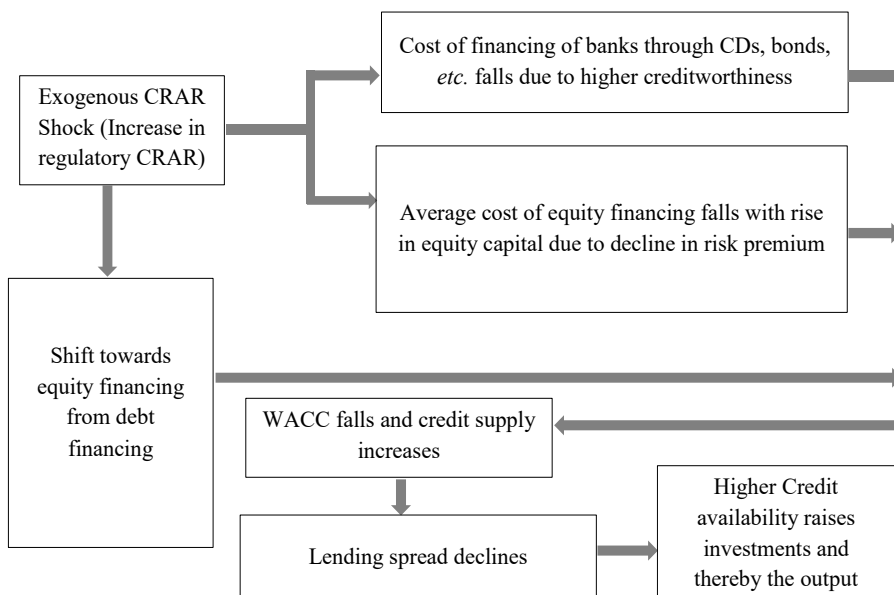 Cost of financing of banks through CDs, bonds,
etc. falls due to higher creditworthiness
Exogenous CRAR
Shock (Increase in
regulatory CRAR)
Average cost of equity financing falls with rise
in equity capital due to decline in risk premium
Shift towards
equity financing
from debt
financing
WACC falls and credit supply
increases
Lending spread declines
Higher Credit
availability raises
investments and
thereby the output